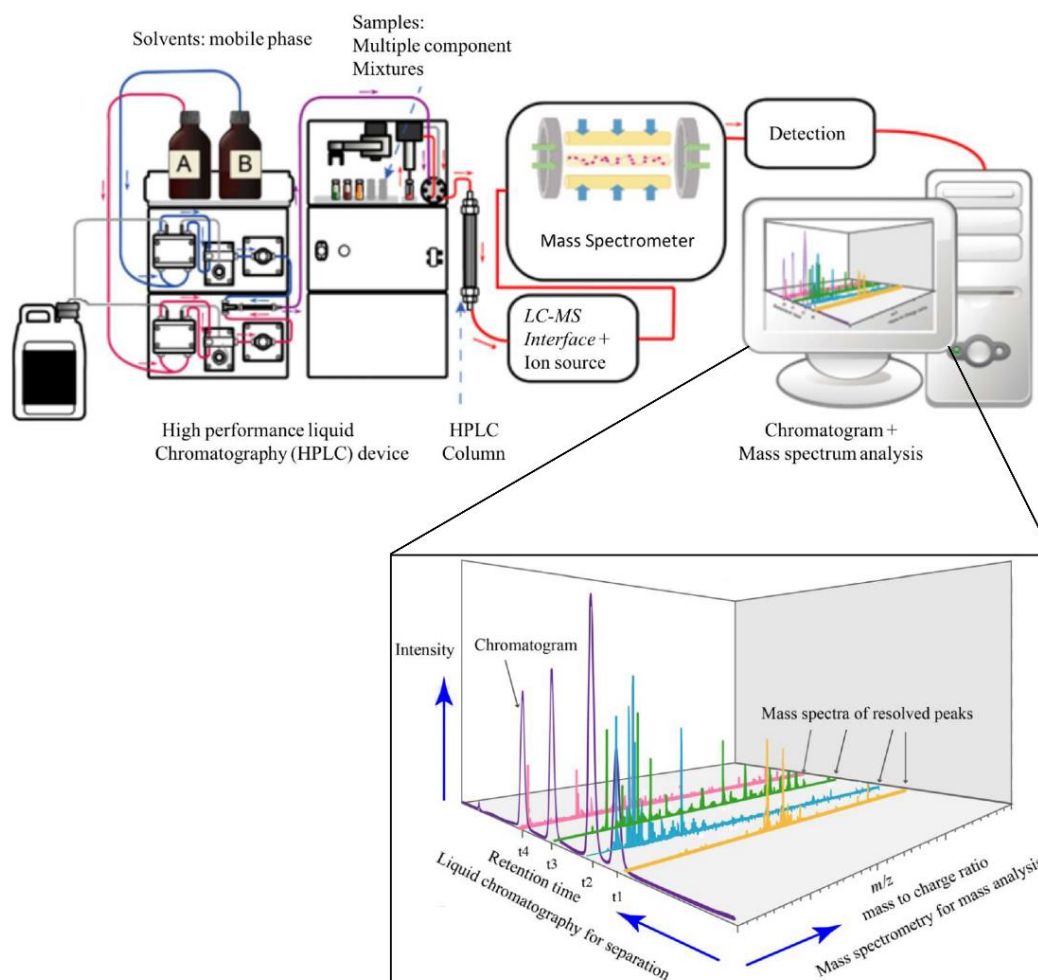 Solvents: mobile phase
Samples:
Multiple component
Mixtures
A
B
Mass Spectrometer
Detection
LC-MS
Interface +
Ion source
High performance liquid
Chromatography (HPLC) device
HPLC
Column
Chromatogram +
Mass spectrum analysis
Intensity
Chromatogram
Mass spectra of resolved peaks
t4
t3
t2
t1
Retention time
Liquid chromatography for separation
m/z
mass to charge ratio
Mass spectrometry for mass analysis